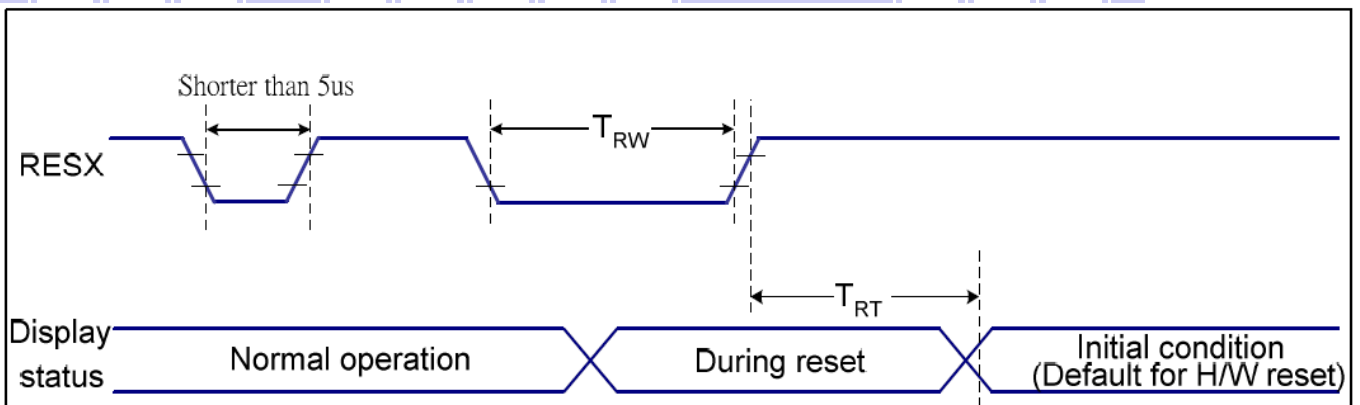 Shorter than 5us
TRW
RESX
TRT
Display
status
Normal operation
During reset
Initial condition
(Default for H/W reset)